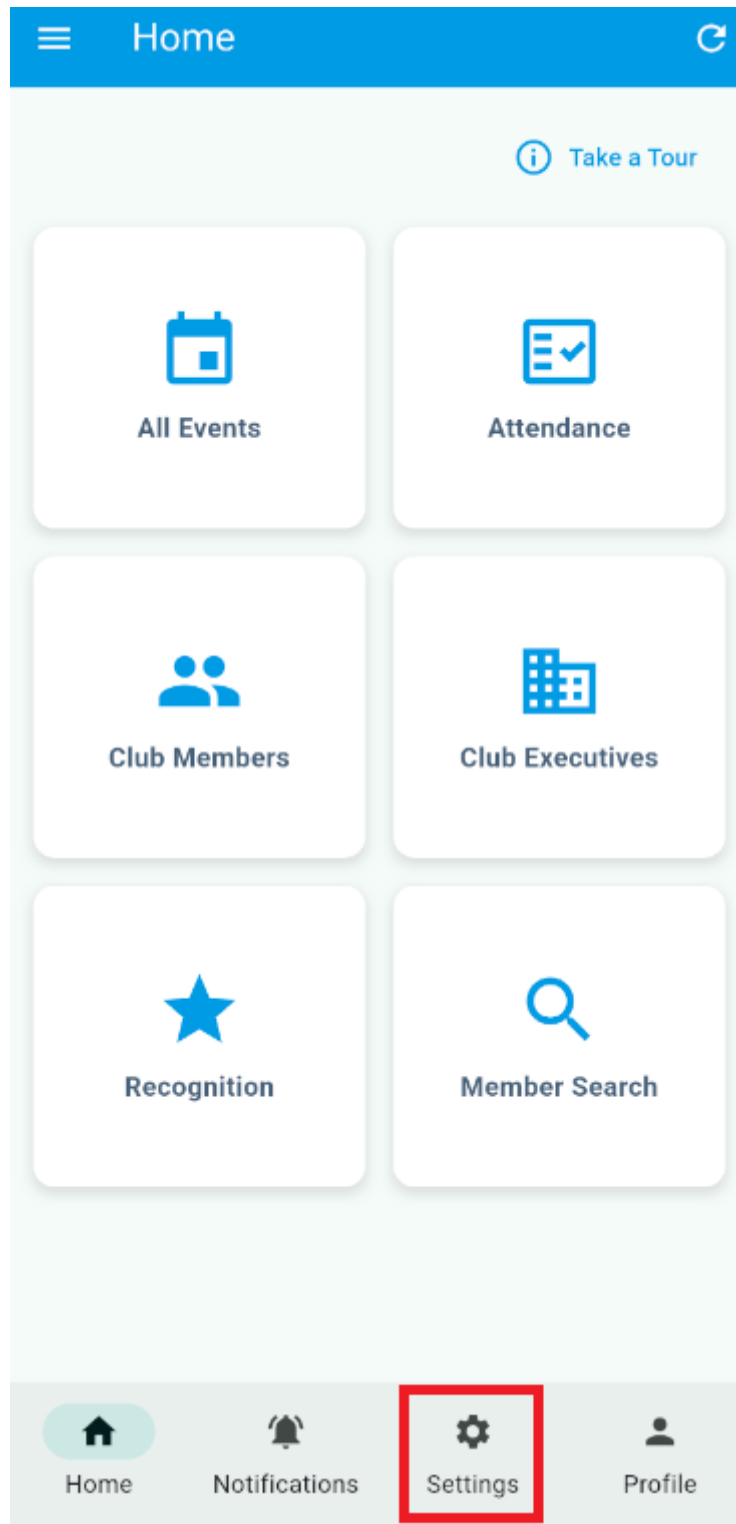 Home
Take a Tour
All Events
Attendance
Club Members
Club Executives
Recognition
Member Search
Home
Notifications
Settings
Profile